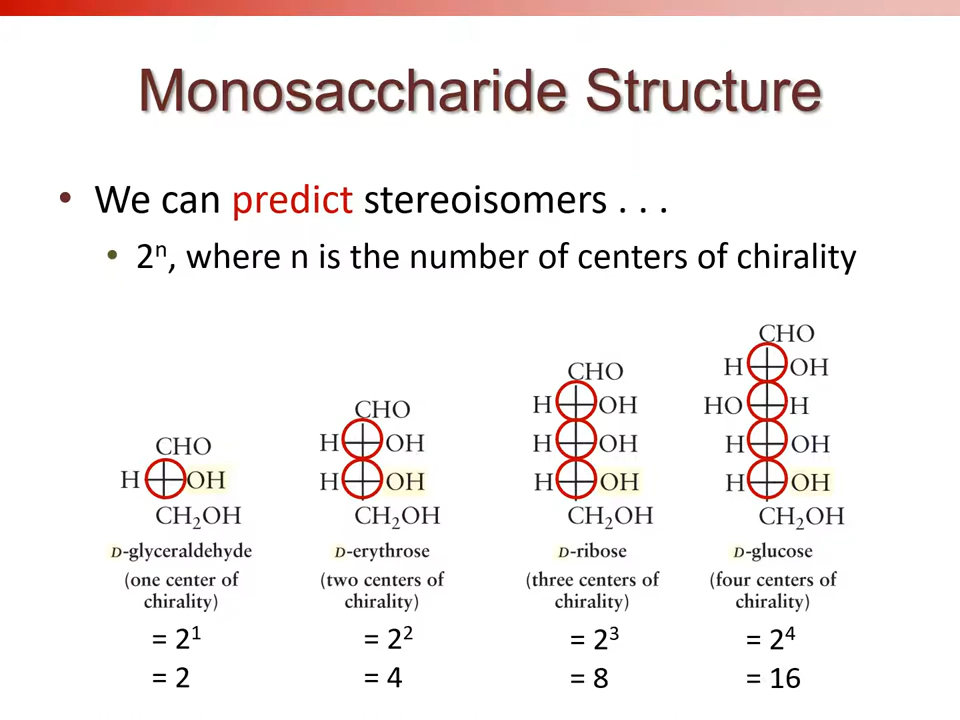 Monosaccharide Structure
• We can predict stereoisomers . . .
• 2ⁿ, where n is the number of centers of chirality
CHO
H OH
CH₂OH
D-glyceraldehyde
(one center of
chirality)
= 2¹
= 2
CHO
H OH
H OH
CH₂OH
D-erythrose
(two centers of
chirality)
= 2²
= 4
CHO
H OH
H OH
H OH
CH₂OH
D-ribose
(three centers of
chirality)
= 2³
= 8
CHO
H OH
HO H
H OH
H OH
CH₂OH
D-glucose
(four centers of
chirality)
= 2⁴
= 16